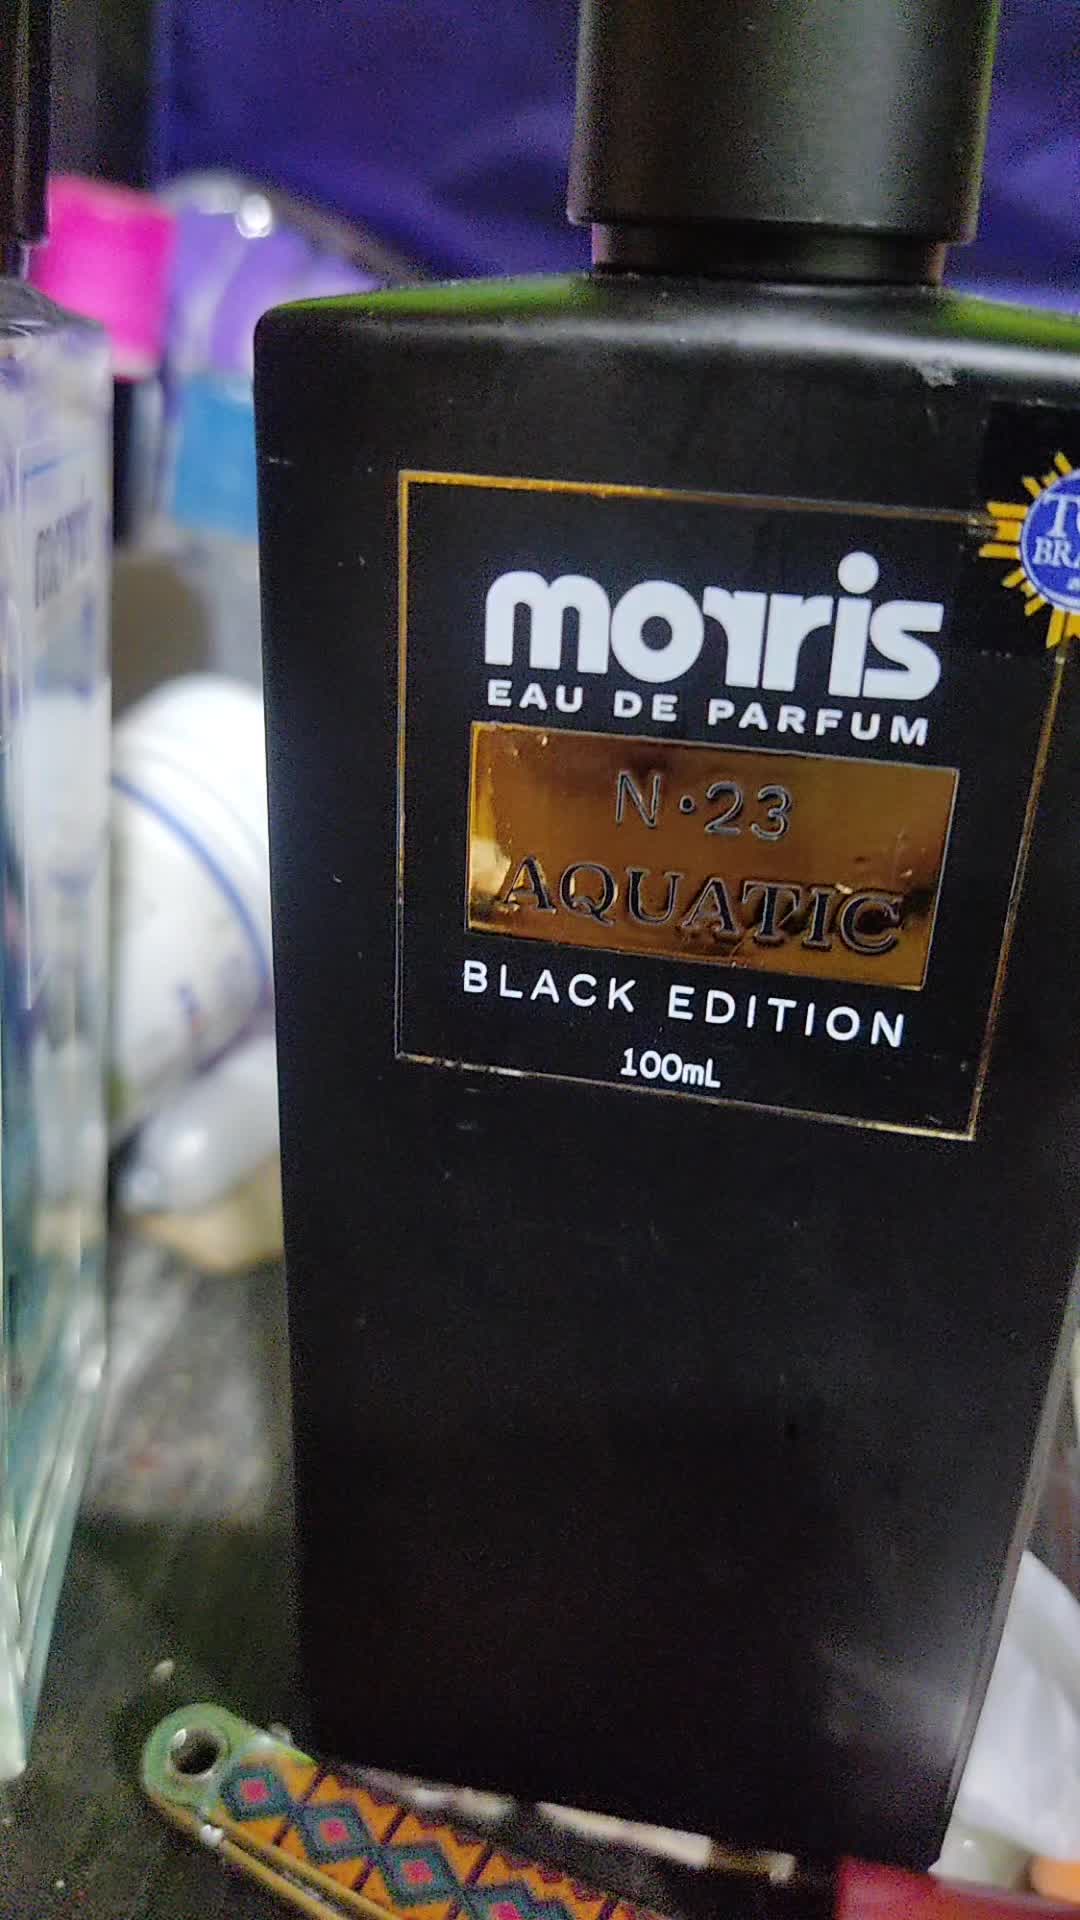 morris
EAU DE PARFUM
N•23
AQUATIC
BLACK EDITION
100mL